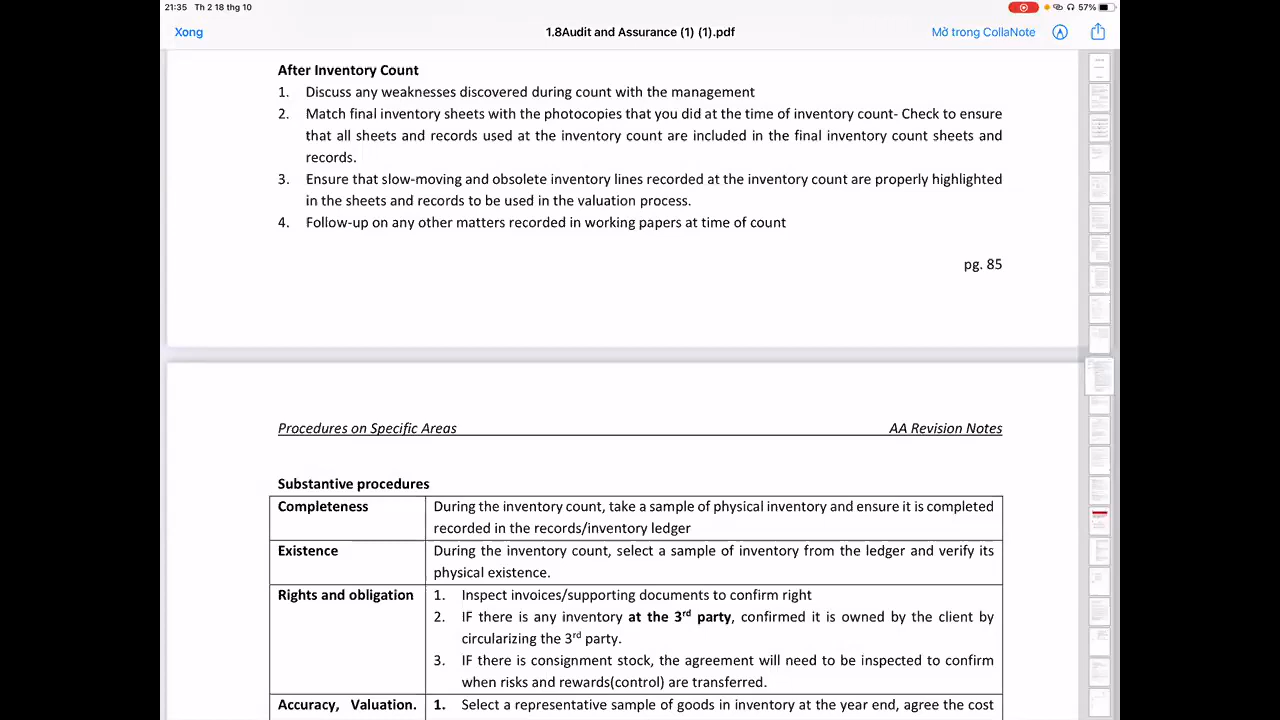 21:35 Th 2 18 thg 10
57%
Xong
1.8Audit and Assurance (1) (1).pdf
Mở trong CollaNote
After Inventory Count
1. Discuss any weaknesses discovered during count with the management
2. Match final inventory records with the photocopies obtained at the time of inventory count- Check to ensure
that all sheets and records created at the inventory count are included in the final inventory count sheets and
records.
3. Ensure that slow-moving and obsolete inventory lines recorded at the inventory count are properly highlighted
in the sheets and records to be used in the valuation process.
4. Follow-up any other matters recorded in working papers at time of count
pg. 85
Procedures on Specific Areas
AA Revision Notes
Substantive procedures
Completeness
During the inventory count, take sample of physical inventory and ensure it is completed
recorded in the records/inventory ledger
Existence
During the inventory count, select a sample of inventory from the ledger and verify its
physical existence.
Rights and obligation
1. Inspect invoices/supporting documents to confirm right
2. If there is any inventory held by 3rd party, confirmed it is owned by the client by
circularizing the 3rd party.
3. If there is consignment stock, the agreement will need to be inspected to confirm
when risks and rewards(control) are transferred.
Accuracy, Valuation,
1. Select a representative sample of goods in inventory at the year end, agree the cost